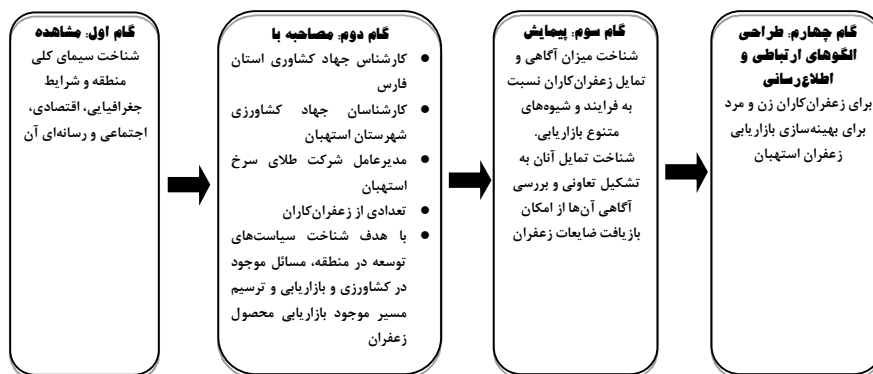 گام اول: مشاهده
شناخت سیمای کلی
منطقه و شرایط
جغرافیایی، اقتصادی،
اجتماعی و رسانه‌ای آن
گام دوم: مصاحبه با
● کارشناس جهاد کشاوری استان
فارس
● کارشناسان جهاد کشاورزی
شهرستان استهبان
● مدیرعامل شرکت طلای سرخ
استهبان
● تعدادی از زعفران‌کاران
● با هدف شناخت سیاست‌های
توسعه در منطقه، مسائل موجود
در کشاورزی و بازاریابی و ترسیم
مسیر موجود بازاریابی محصول
زعفران
گام سوم: پیمایش
شناخت میزان آگاهی و
تمایل زعفران‌کاران نسبت
به فرایند و شیوه‌های
متنوع بازاریابی.
شناخت تمایل آنان به
تشکیل تعاونی و بررسی
آگاهی آن‌ها از امکان
بازیافت ضایعات زعفران
گام چهارم: طراحی
الگوهای ارتباطی و
اطلاع‌رسانی
برای زعفران‌کاران زن و مرد
برای بهینه‌سازی بازاریابی
زعفران استهبان